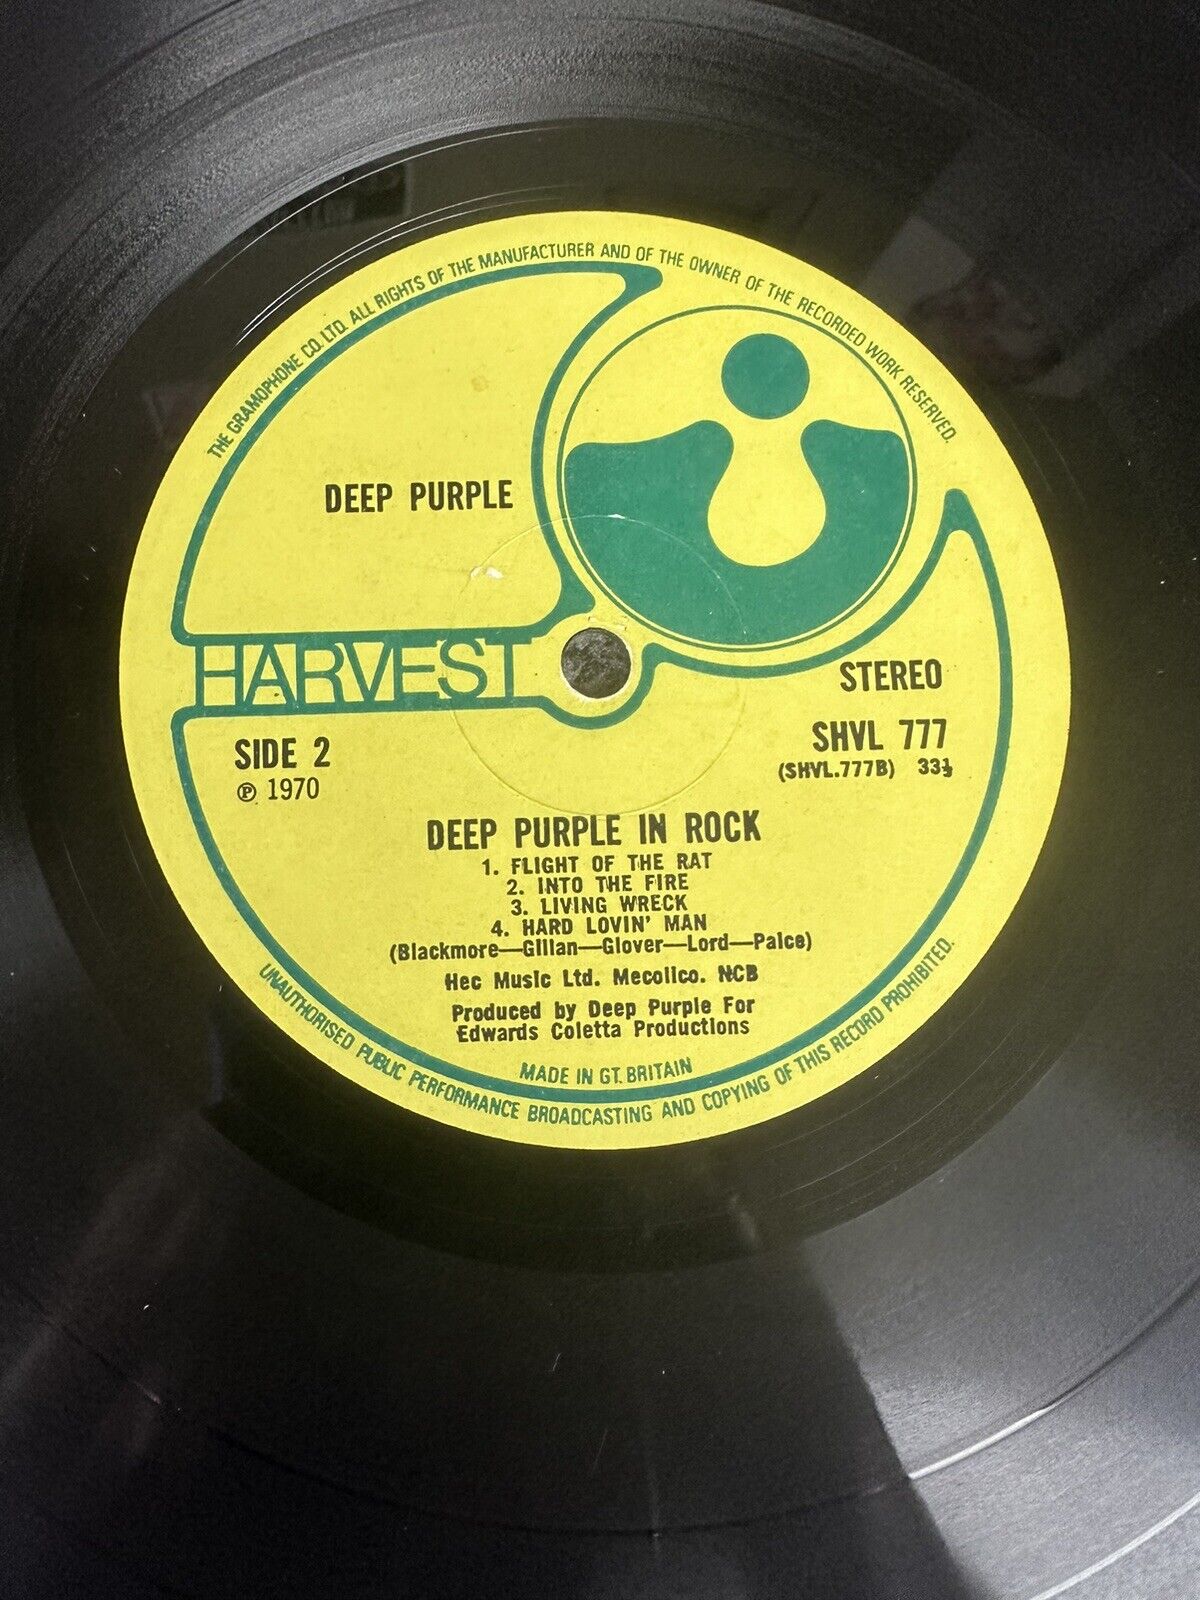 THE GRAMOPHONE CO. LTD. ALL RIGHTS OF THE MANUFACTURER AND OF THE OWNER OF THE RECORDED WORK RESERVED.
DEEP PURPLE
HARVEST
STEREO
SIDE 2
SHVL 777
℗ 1970
(SHVL.777B) 33⅓
DEEP PURPLE IN ROCK
1. FLIGHT OF THE RAT
2. INTO THE FIRE
3. LIVING WRECK
4. HARD LOVIN' MAN
(Blackmore—Gillan—Glover—Lord—Paice)
Hec Music Ltd. Mecolico. NCB
Produced by Deep Purple For
Edwards Coletta Productions
MADE IN GT. BRITAIN
UNAUTHORISED PUBLIC PERFORMANCE BROADCASTING AND COPYING OF THIS RECORD PROHIBITED.